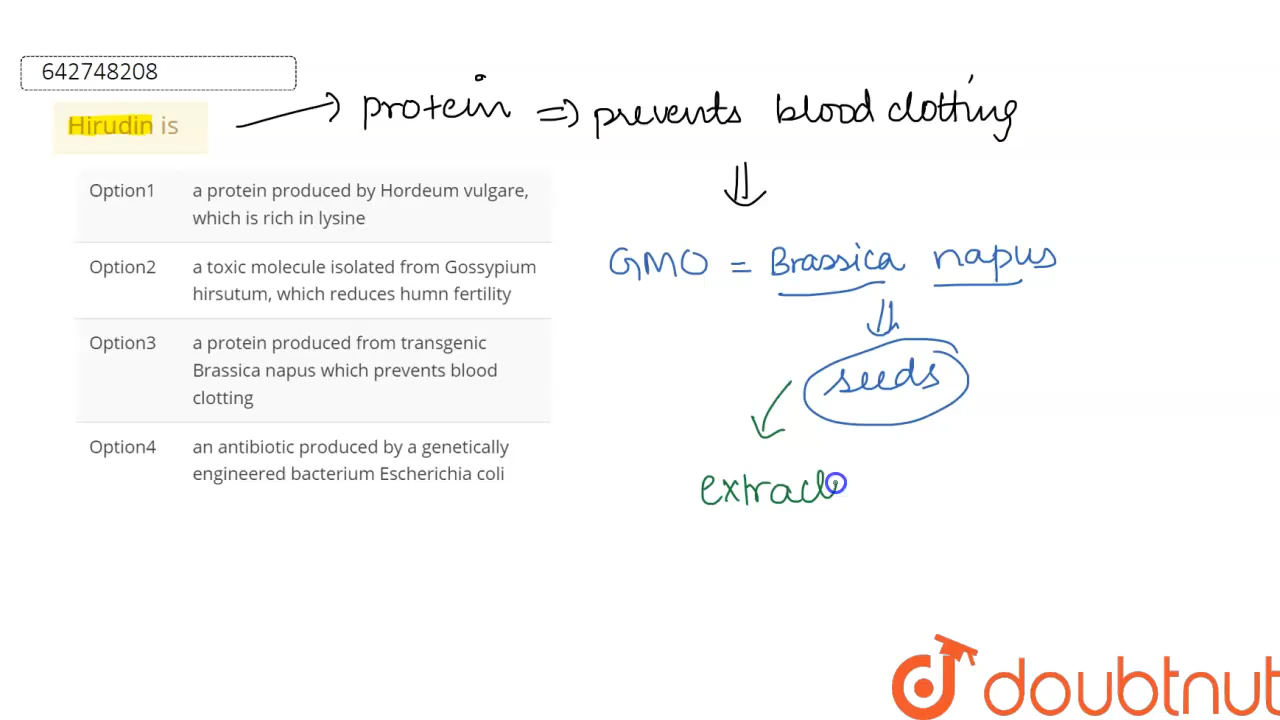 642748208
Hirudin is
protein ⇒ prevents blood clotting
⇓
Option1 a protein produced by Hordeum vulgare,
which is rich in lysine
GMO = Brassica napus
Option2 a toxic molecule isolated from Gossypium
hirsutum, which reduces humn fertility
⇓
Option3 a protein produced from transgenic
Brassica napus which prevents blood
clotting
seeds
Option4 an antibiotic produced by a genetically
engineered bacterium Escherichia coli
doubtnut